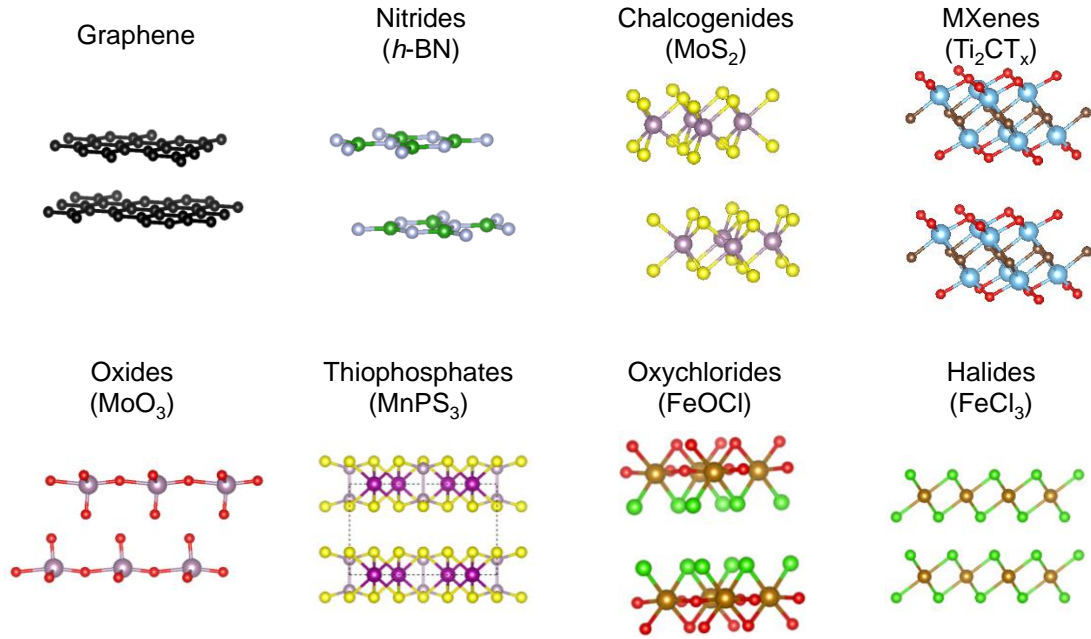 Graphene
Nitrides
(h-BN)
Chalcogenides
(MoS₂)
MXenes
(Ti₂CTₓ)
Oxides
(MoO₃)
Thiophosphates
(MnPS₃)
Oxychlorides
(FeOCl)
Halides
(FeCl₃)